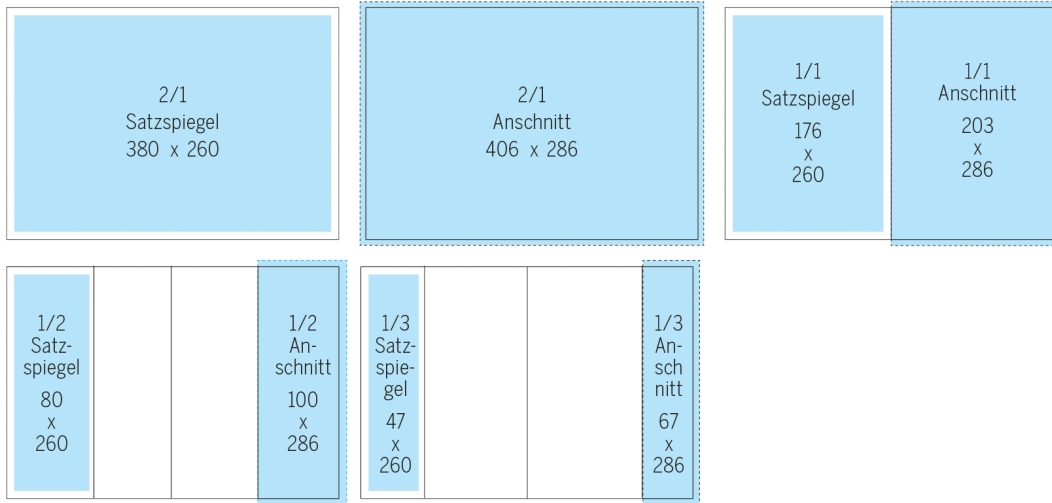 2/1
Satzspiegel
380 x 260
2/1
Anschnitt
406 x 286
1/1
Satzspiegel
176
x
260
1/1
Anschnitt
203
x
286
1/2
Satz-
spiegel
80
x
260
1/2
An-
schnitt
100
x
286
1/3
Satz-
spie-
gel
47
x
260
1/3
An-
sch
nitt
67
x
286